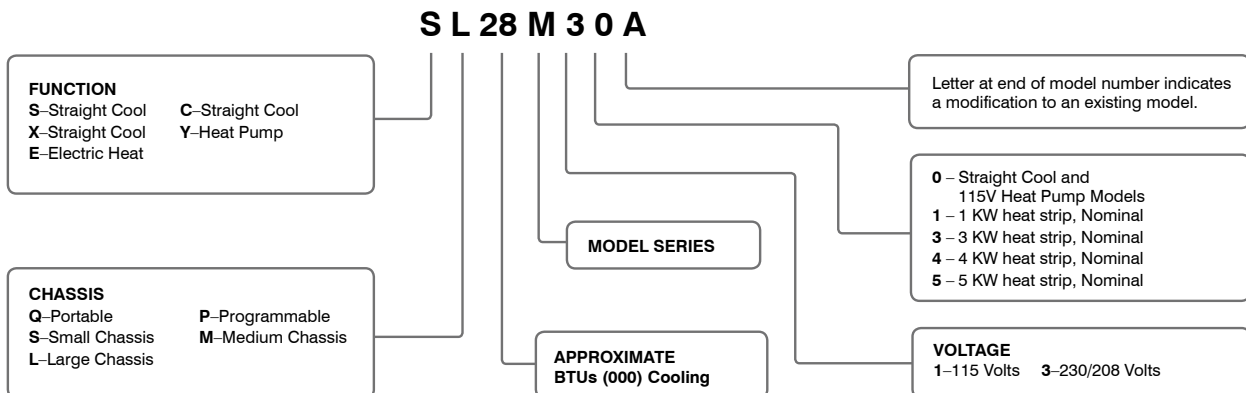 S L 28 M 3 0 A
FUNCTION
S–Straight Cool C–Straight Cool
X–Straight Cool Y–Heat Pump
E–Electric Heat
CHASSIS
Q–Portable P–Programmable
S–Small Chassis M–Medium Chassis
L–Large Chassis
MODEL SERIES
APPROXIMATE
BTUs (000) Cooling
Letter at end of model number indicates
a modification to an existing model.
0 – Straight Cool and
115V Heat Pump Models
1 – 1 KW heat strip, Nominal
3 – 3 KW heat strip, Nominal
4 – 4 KW heat strip, Nominal
5 – 5 KW heat strip, Nominal
VOLTAGE
1–115 Volts 3–230/208 Volts